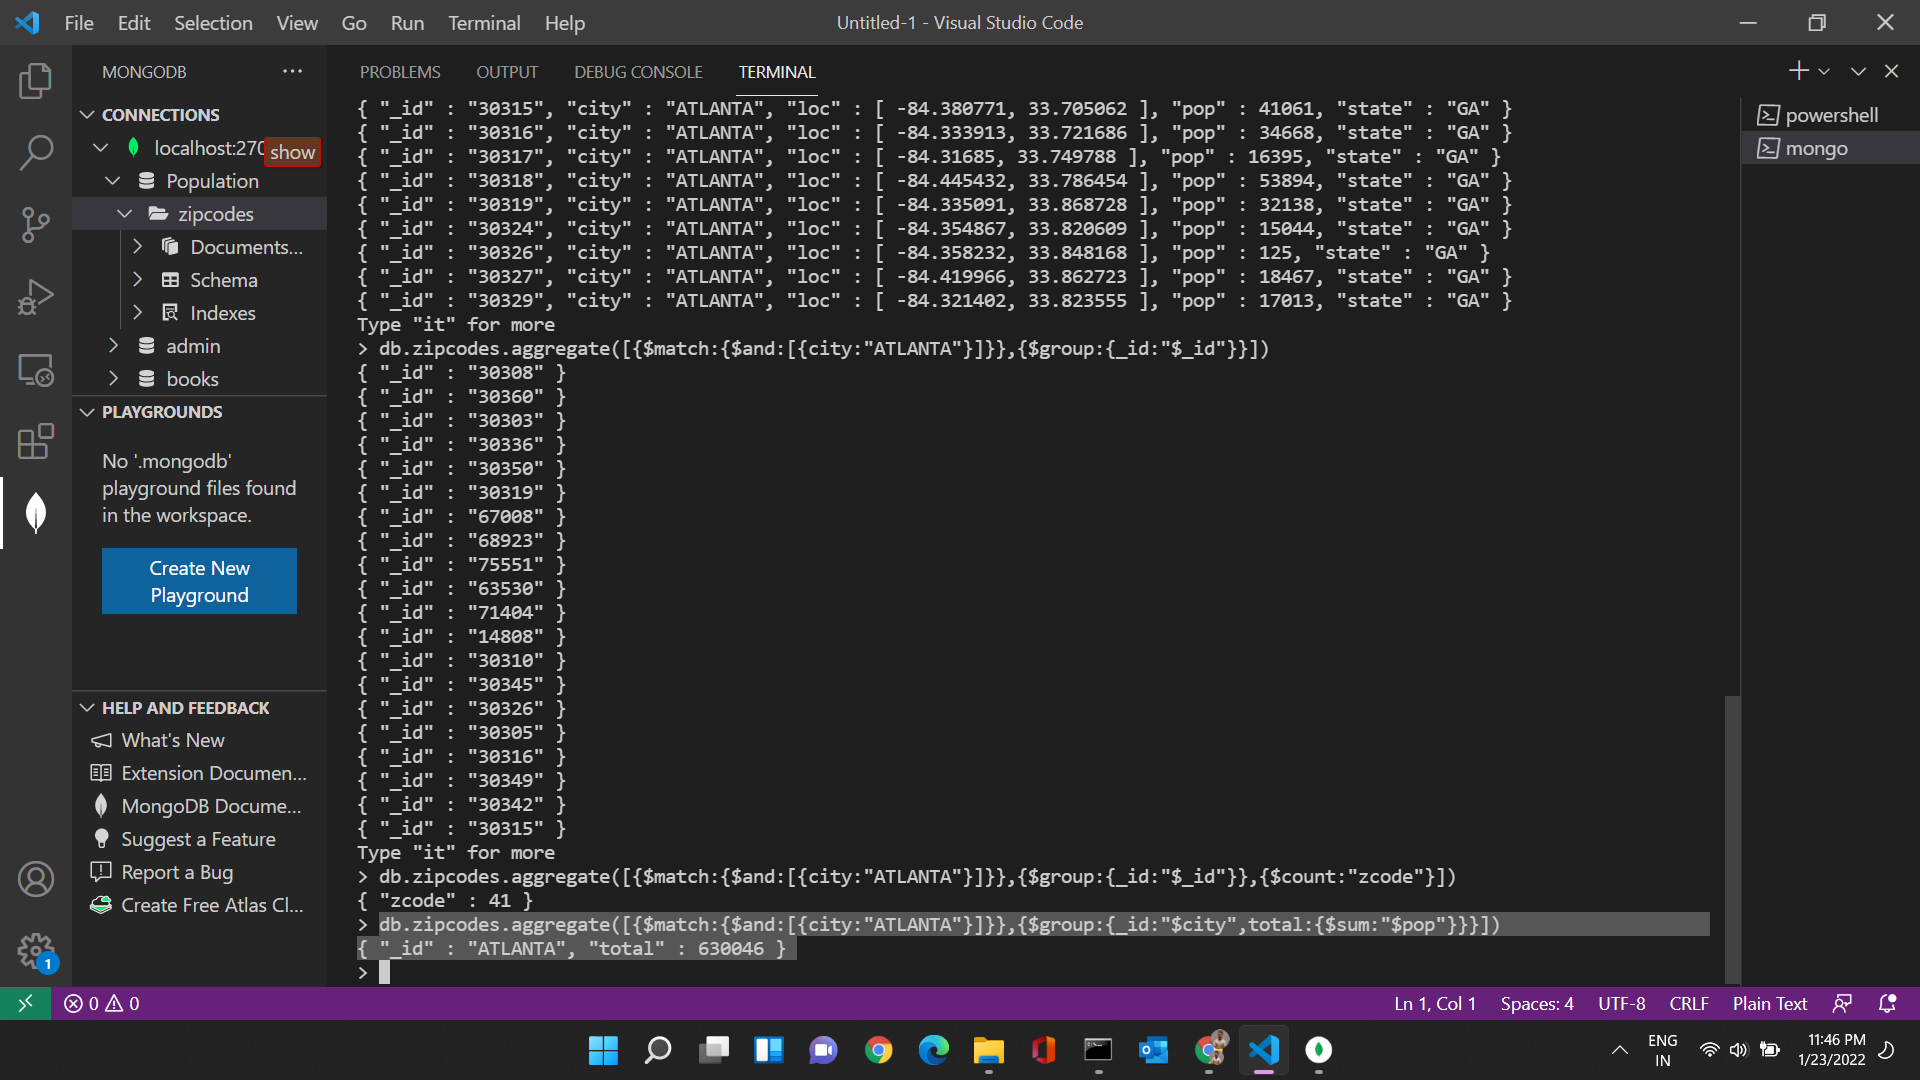 File Edit Selection View Go Run Terminal Help
Untitled-1 - Visual Studio Code
MONGODB
CONNECTIONS
localhost:270
show
Population
zipcodes
Documents...
Schema
Indexes
admin
books
PLAYGROUNDS
No '.mongodb'
playground files found
in the workspace.
Create New
Playground
HELP AND FEEDBACK
What's New
Extension Documen...
MongoDB Docume...
Suggest a Feature
Report a Bug
Create Free Atlas Cl...
1
PROBLEMS OUTPUT DEBUG CONSOLE TERMINAL
{ "_id" : "30315", "city" : "ATLANTA", "loc" : [ -84.380771, 33.705062 ], "pop" : 41061, "state" : "GA" }
{ "_id" : "30316", "city" : "ATLANTA", "loc" : [ -84.333913, 33.721686 ], "pop" : 34668, "state" : "GA" }
{ "_id" : "30317", "city" : "ATLANTA", "loc" : [ -84.31685, 33.749788 ], "pop" : 16395, "state" : "GA" }
{ "_id" : "30318", "city" : "ATLANTA", "loc" : [ -84.445432, 33.786454 ], "pop" : 53894, "state" : "GA" }
{ "_id" : "30319", "city" : "ATLANTA", "loc" : [ -84.335091, 33.868728 ], "pop" : 32138, "state" : "GA" }
{ "_id" : "30324", "city" : "ATLANTA", "loc" : [ -84.354867, 33.820609 ], "pop" : 15044, "state" : "GA" }
{ "_id" : "30326", "city" : "ATLANTA", "loc" : [ -84.358232, 33.848168 ], "pop" : 125, "state" : "GA" }
{ "_id" : "30327", "city" : "ATLANTA", "loc" : [ -84.419966, 33.862723 ], "pop" : 18467, "state" : "GA" }
{ "_id" : "30329", "city" : "ATLANTA", "loc" : [ -84.321402, 33.823555 ], "pop" : 17013, "state" : "GA" }
Type "it" for more
> db.zipcodes.aggregate([{$match:{$and:[{city:"ATLANTA"}]}},{$group:{_id:"$_id"}}])
{ "_id" : "30308" }
{ "_id" : "30360" }
{ "_id" : "30303" }
{ "_id" : "30336" }
{ "_id" : "30350" }
{ "_id" : "30319" }
{ "_id" : "67008" }
{ "_id" : "68923" }
{ "_id" : "75551" }
{ "_id" : "63530" }
{ "_id" : "71404" }
{ "_id" : "14808" }
{ "_id" : "30310" }
{ "_id" : "30345" }
{ "_id" : "30326" }
{ "_id" : "30305" }
{ "_id" : "30316" }
{ "_id" : "30349" }
{ "_id" : "30342" }
{ "_id" : "30315" }
Type "it" for more
> db.zipcodes.aggregate([{$match:{$and:[{city:"ATLANTA"}]}},{$group:{_id:"$_id"}},{$count:"zcode"}])
{ "zcode" : 41 }
> db.zipcodes.aggregate([{$match:{$and:[{city:"ATLANTA"}]}},{$group:{_id:"$city",total:{$sum:"$pop"}}}])
{ "_id" : "ATLANTA", "total" : 630046 }
>
powershell
mongo
0 0
Ln 1, Col 1 Spaces: 4 UTF-8 CRLF Plain Text
ENG
IN
11:46 PM
1/23/2022